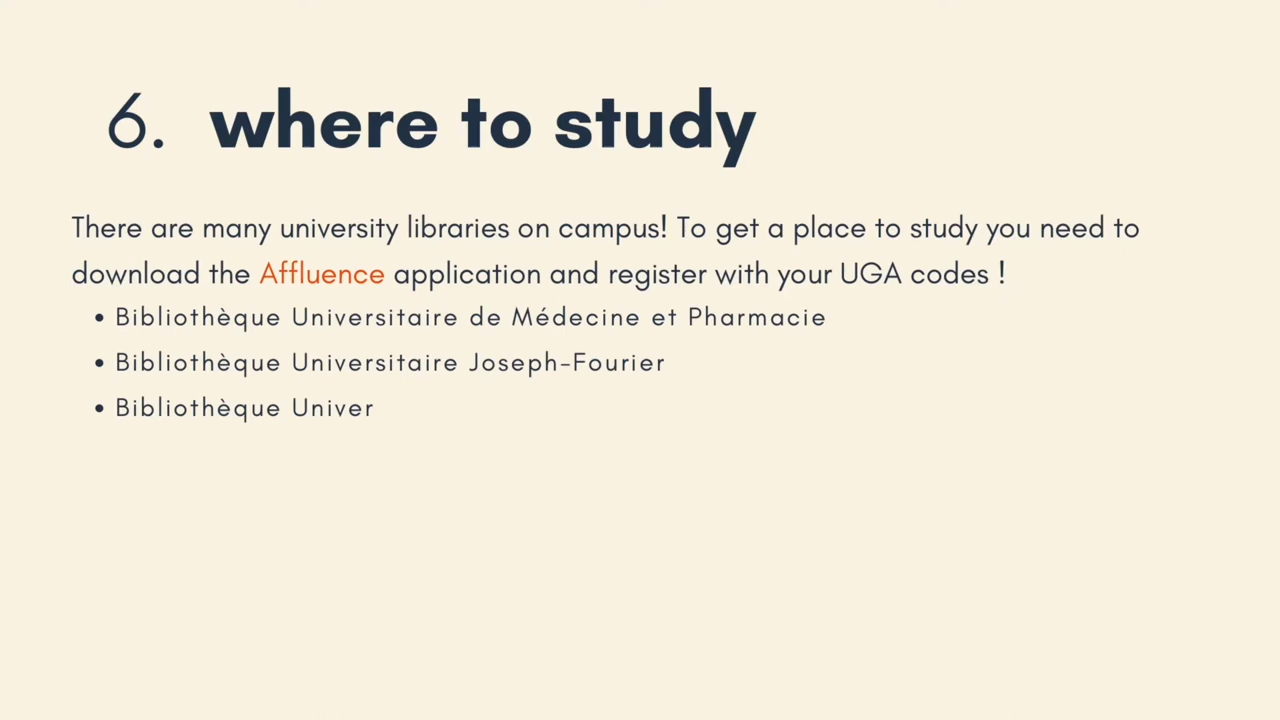 6. where to study
There are many university libraries on campus! To get a place to study you need to
download the Affluence application and register with your UGA codes !
• Bibliothèque Universitaire de Médecine et Pharmacie
• Bibliothèque Universitaire Joseph-Fourier
• Bibliothèque Univer